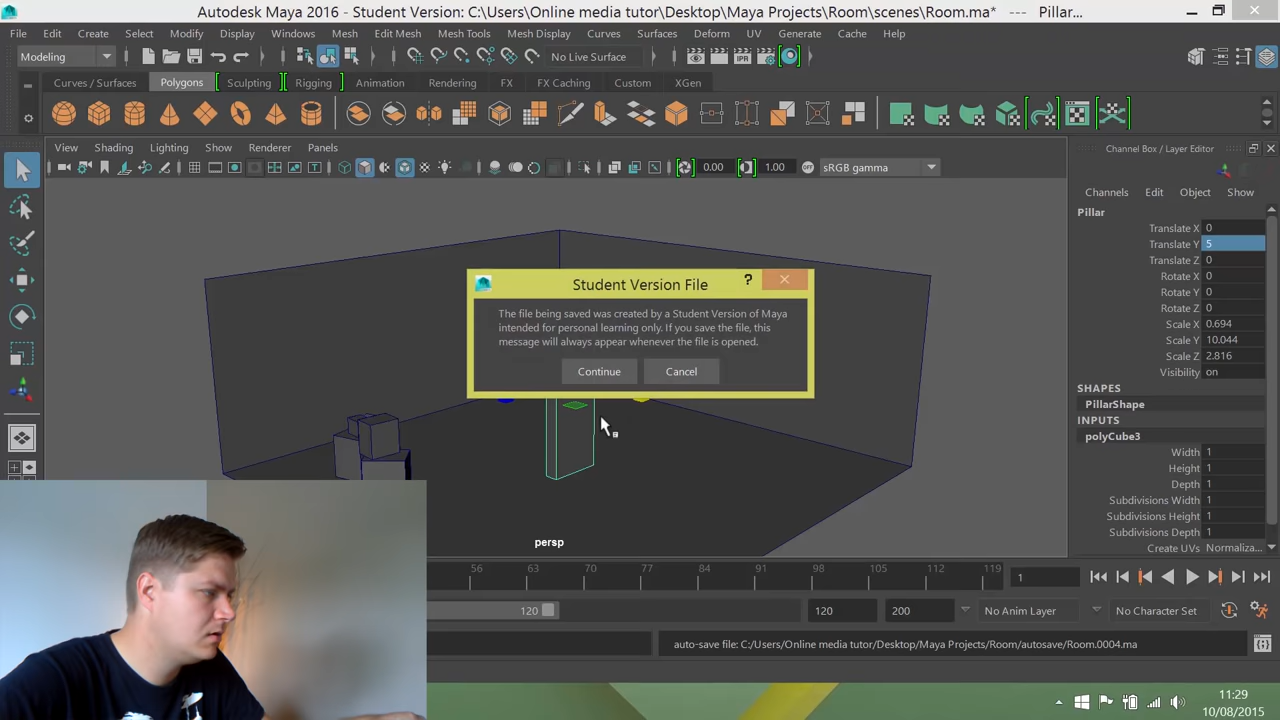 Autodesk Maya 2016 - Student Version: C:\Users\Online media tutor\Desktop\Maya Projects\Room\scenes\Room.ma* --- Pillar...
File Edit Create Select Modify Display Windows Mesh Edit Mesh Mesh Tools Mesh Display Curves Surfaces Deform UV Generate Cache Help
Modeling No Live Surface
Curves / Surfaces Polygons Sculpting Rigging Animation Rendering FX FX Caching Custom XGen
View Shading Lighting Show Renderer Panels
0.00 1.00 sRGB gamma
Channel Box / Layer Editor
Channels Edit Object Show
Pillar
Translate X 0
Translate Y 5
Translate Z 0
Rotate X 0
Rotate Y 0
Rotate Z 0
Scale X 0.694
Scale Y 10.044
Scale Z 2.816
Visibility on
SHAPES
PillarShape
INPUTS
polyCube3
Width 1
Height 1
Depth 1
Subdivisions Width 1
Subdivisions Height 1
Subdivisions Depth 1
Create UVs Normaliza...
Student Version File
?
The file being saved was created by a Student Version of Maya
intended for personal learning only. If you save the file, this
message will always appear whenever the file is opened.
Continue Cancel
persp
56 63 70 77 84 91 98 105 112 119 1
120 120 200 No Anim Layer No Character Set
auto-save file: C:/Users/Online media tutor/Desktop/Maya Projects/Room/autosave/Room.0004.ma
11:29
10/08/2015